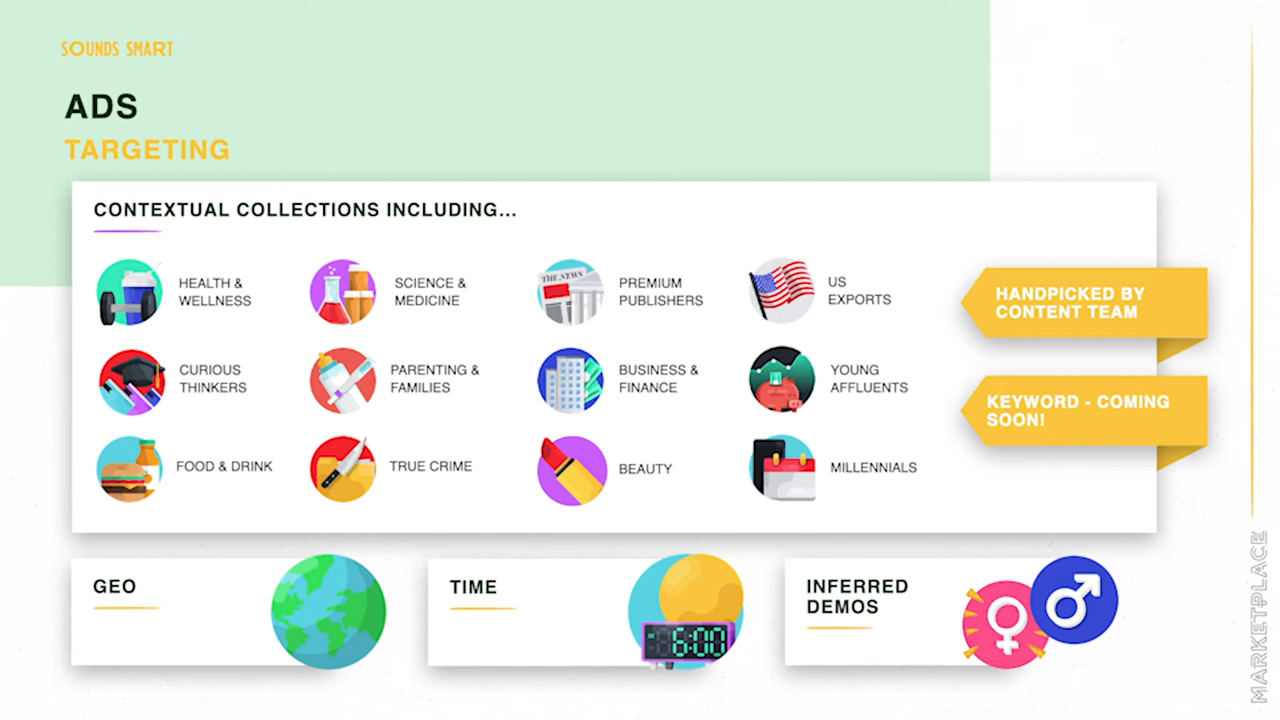 SOUNDS SMART
ADS
TARGETING
CONTEXTUAL COLLECTIONS INCLUDING...
HEALTH &
WELLNESS
SCIENCE &
MEDICINE
THE NEWS
PREMIUM
PUBLISHERS
US
EXPORTS
HANDPICKED BY
CONTENT TEAM
CURIOUS
THINKERS
PARENTING &
FAMILIES
BUSINESS &
FINANCE
YOUNG
AFFLUENTS
KEYWORD - COMING
SOON!
FOOD & DRINK
TRUE CRIME
BEAUTY
MILLENNIALS
GEO
TIME
6:00
INFERRED
DEMOS
MARKETPLACE